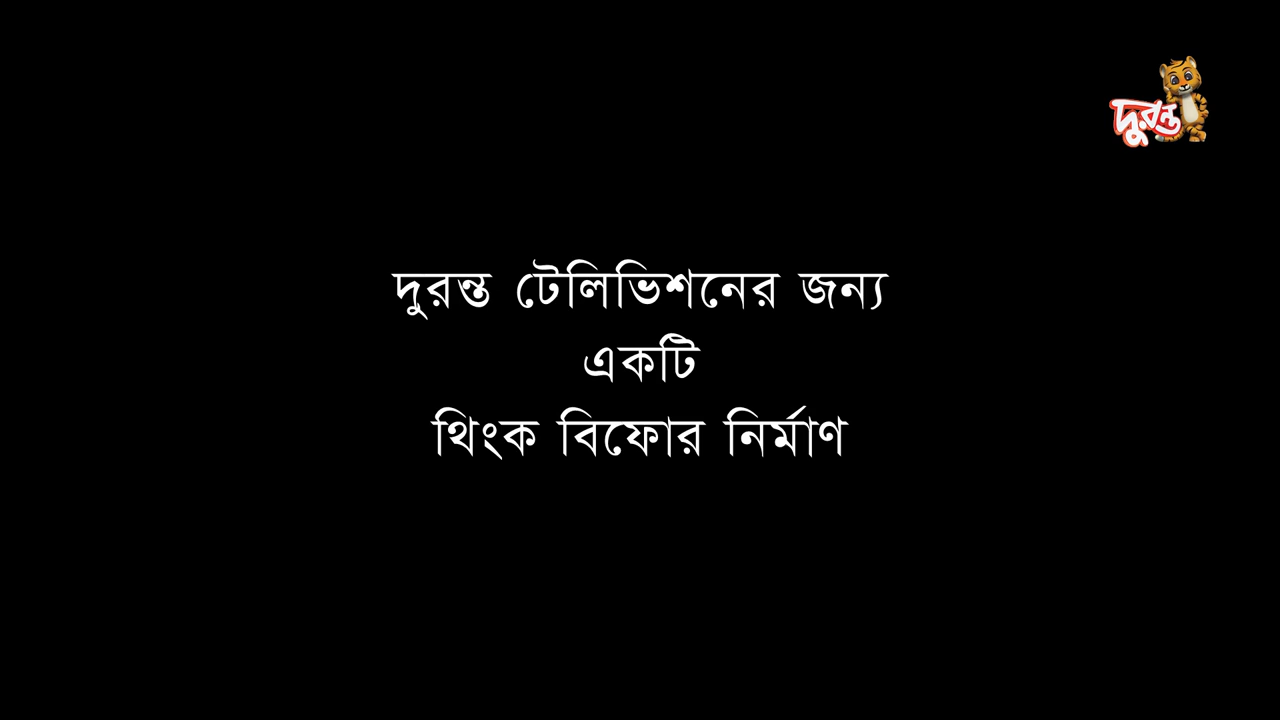 দুরন্ত
দুরন্ত টেলিভিশনের জন্য
একটি
থিংক বিফোর নির্মাণ